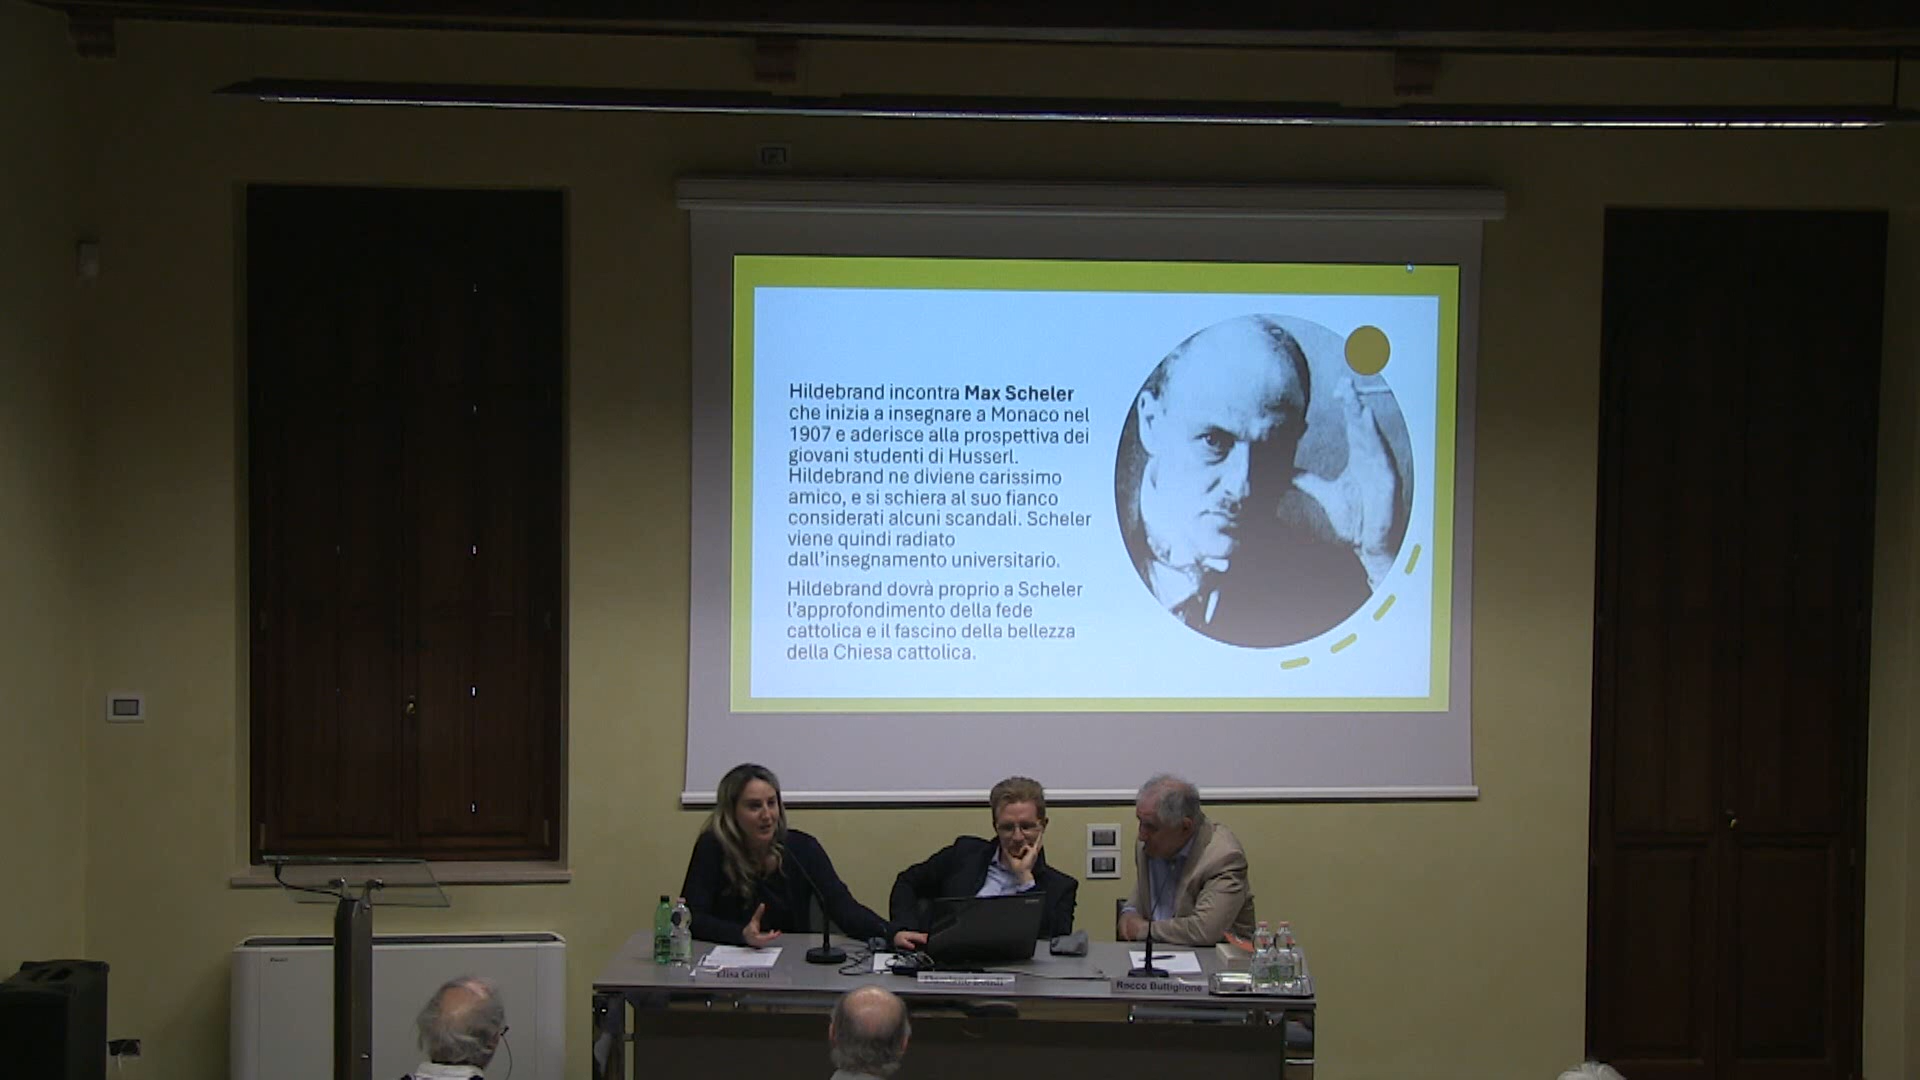 Hildebrand incontra Max Scheler
che inizia a insegnare a Monaco nel
1907 e aderisce alla prospettiva dei
giovani studenti di Husserl.
Hildebrand ne diviene carissimo
amico, e si schiera al suo fianco
considerati alcuni scandali. Scheler
viene quindi radiato
dall'insegnamento universitario.
Hildebrand dovrà proprio a Scheler
l'approfondimento della fede
cattolica e il fascino della bellezza
della Chiesa cattolica.
Elisa Grimi
Rocco Buttiglione